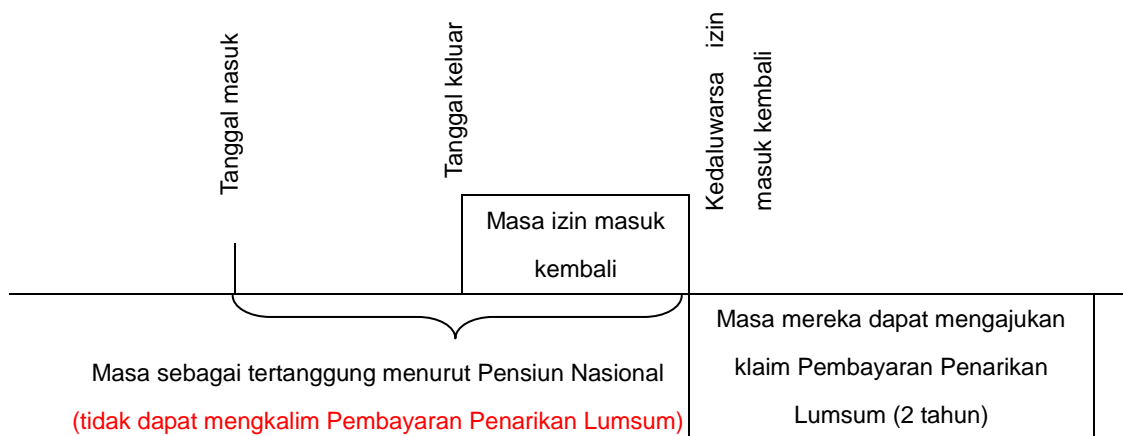 Tanggal masuk
Tanggal keluar
Kedaluwarsa izin
masuk kembali
Masa izin masuk
kembali
Masa sebagai tertanggung menurut Pensiun Nasional
(tidak dapat mengkalim Pembayaran Penarikan Lumsum)
Masa mereka dapat mengajukan
klaim Pembayaran Penarikan
Lumsum (2 tahun)